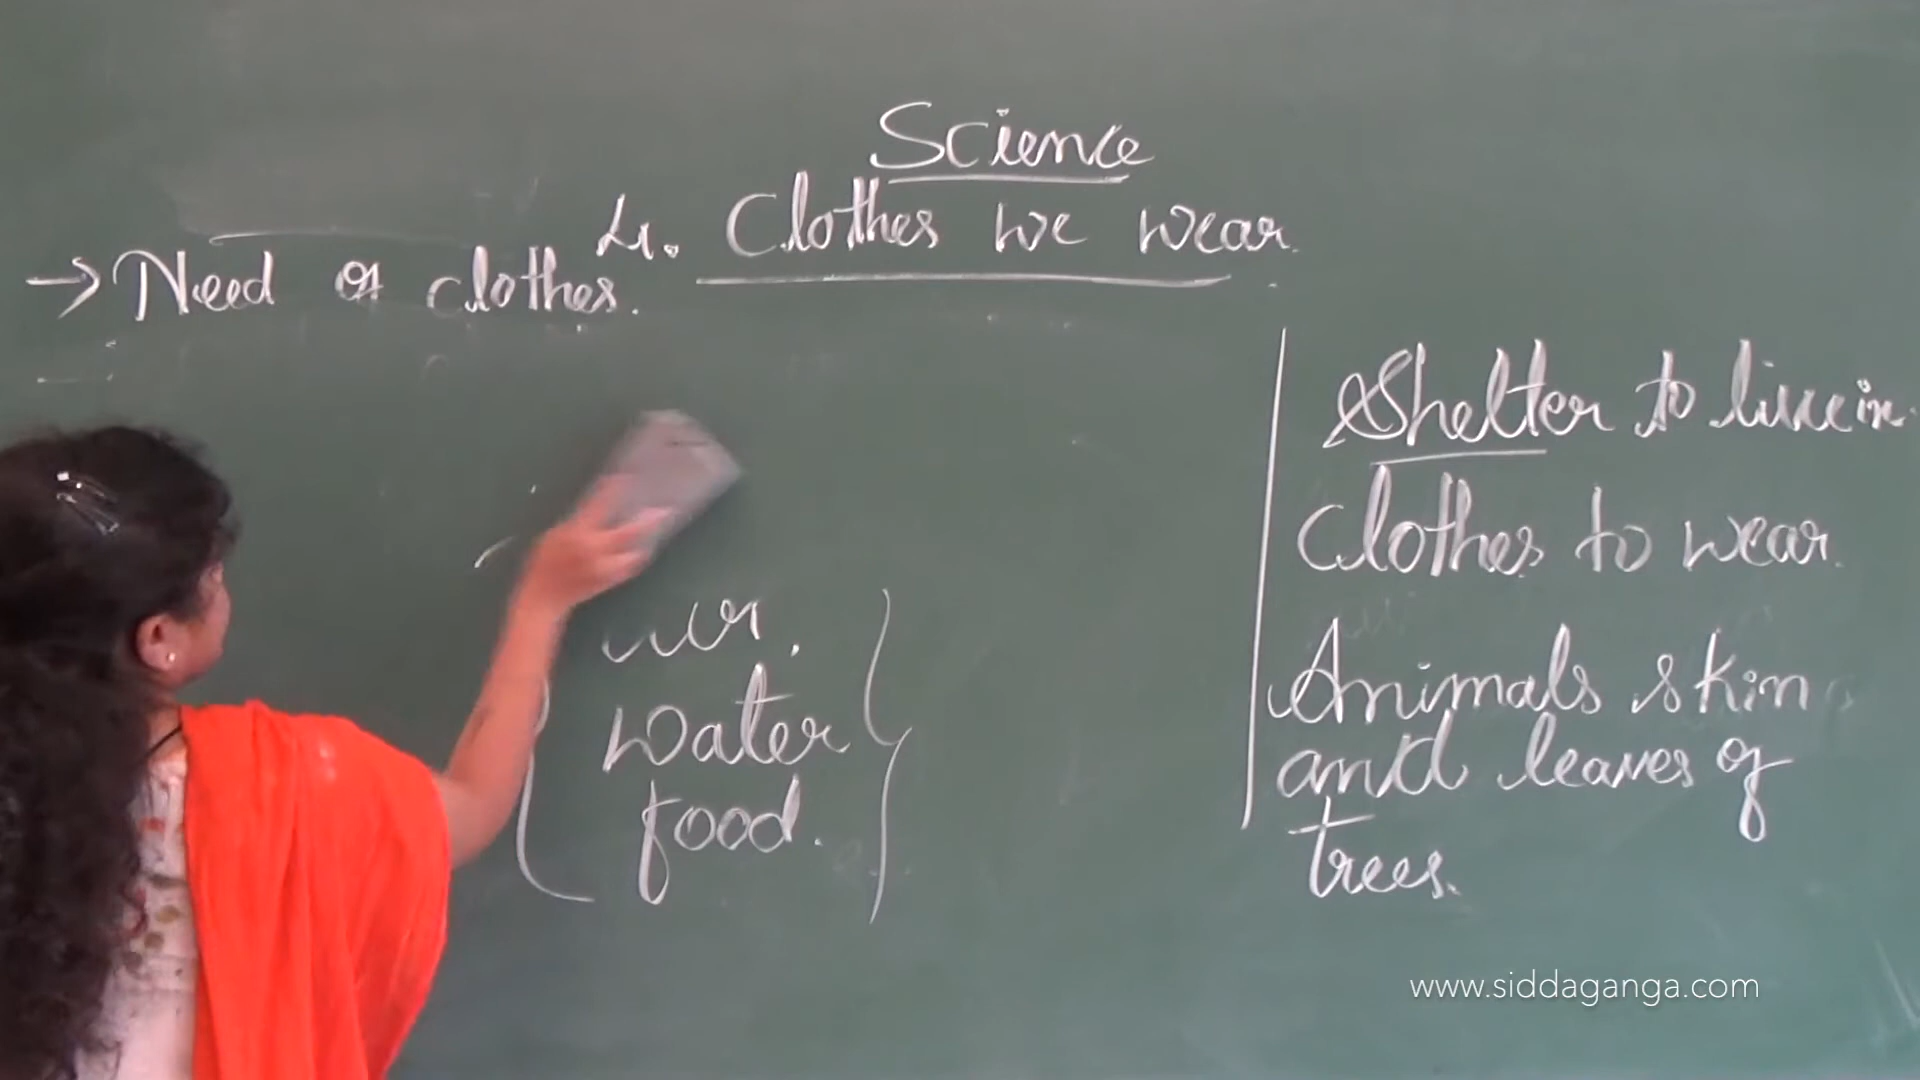 Science
4. Clothes we wear.
→ Need of clothes.
Shelter to live in.
Clothes to wear.
Animals skin
and leaves of
trees.
water
food.
www.siddaganga.com